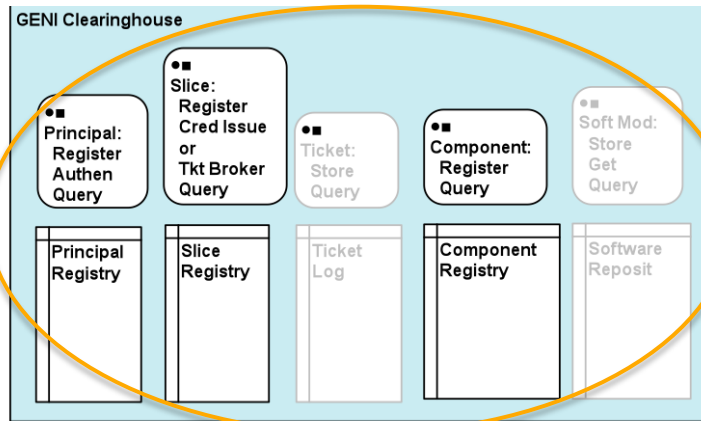 GENI Clearinghouse
Principal:
Register
Authen
Query
Slice:
Register
Cred Issue
or
Tkt Broker
Query
Ticket:
Store
Query
Component:
Register
Query
Soft Mod:
Store
Get
Query
Principal
Registry
Slice
Registry
Ticket
Log
Component
Registry
Software
Reposit